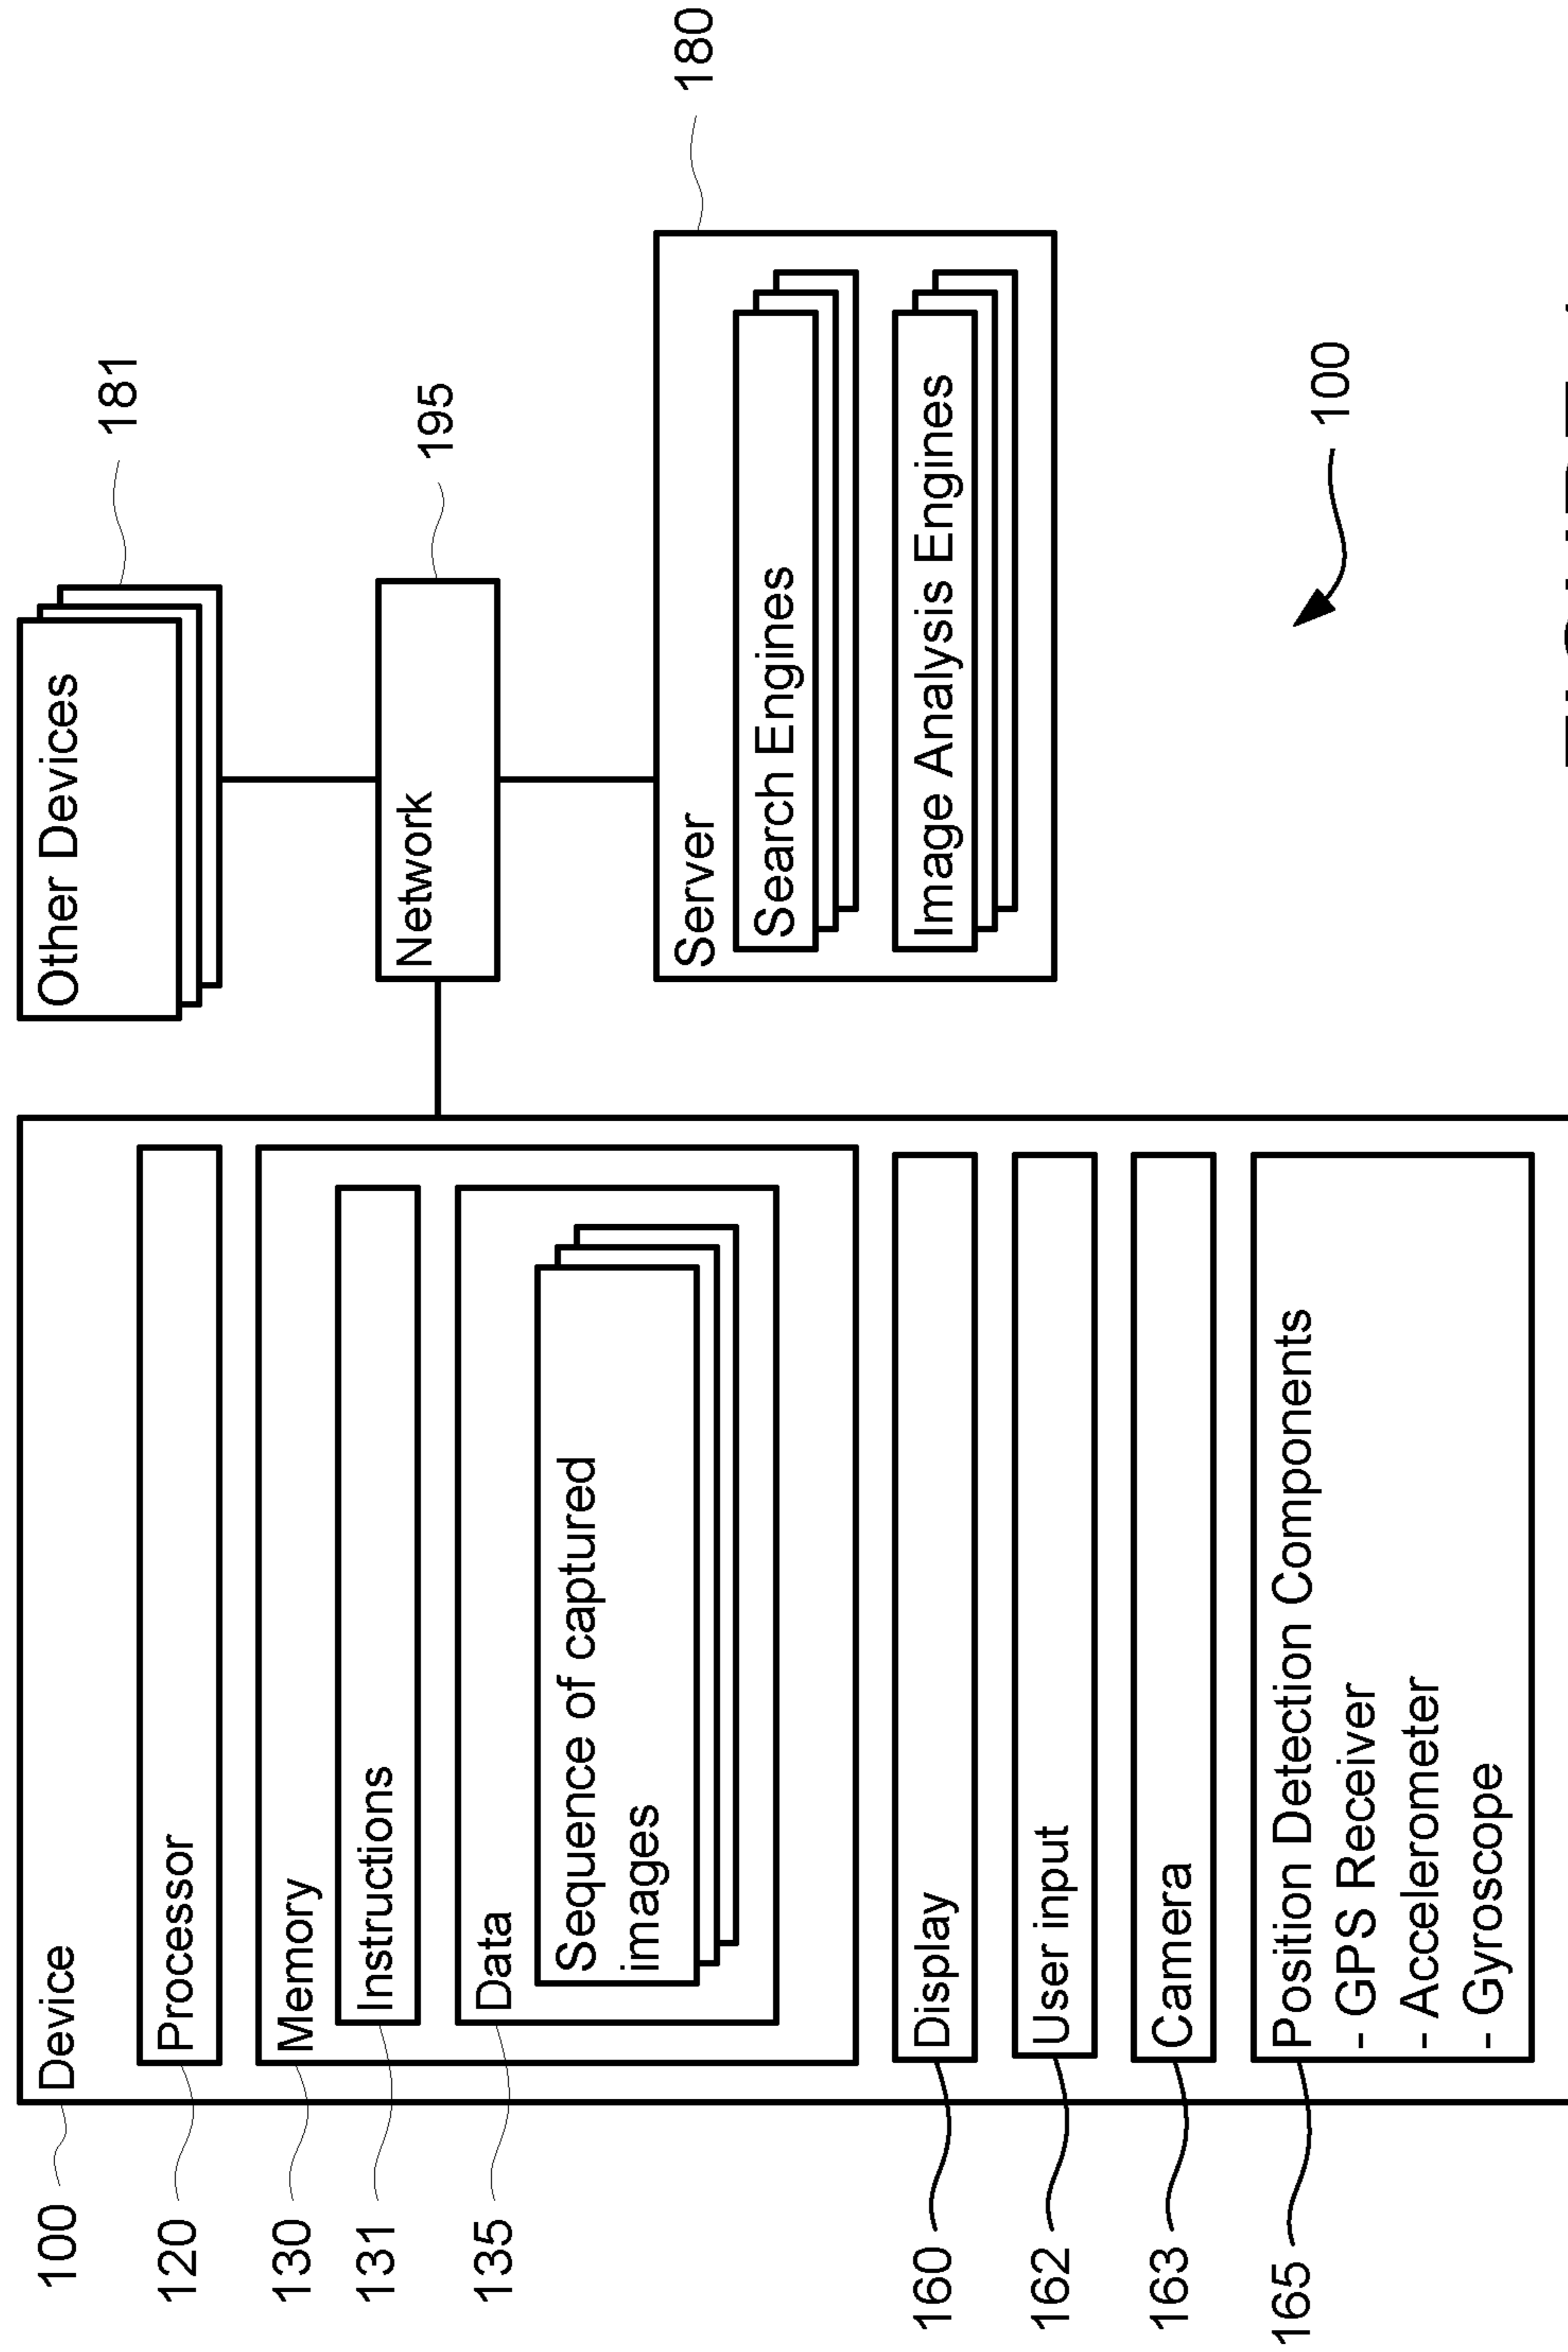 100
Device
120
Processor
130
Memory
131
Instructions
135
Data
Sequence of captured
images
160
Display
162
User input
163
Camera
165
Position Detection Components
- GPS Receiver
- Accelerometer
- Gyroscope
Other Devices
181
Network
195
Server
180
Search Engines
Image Analysis Engines
100